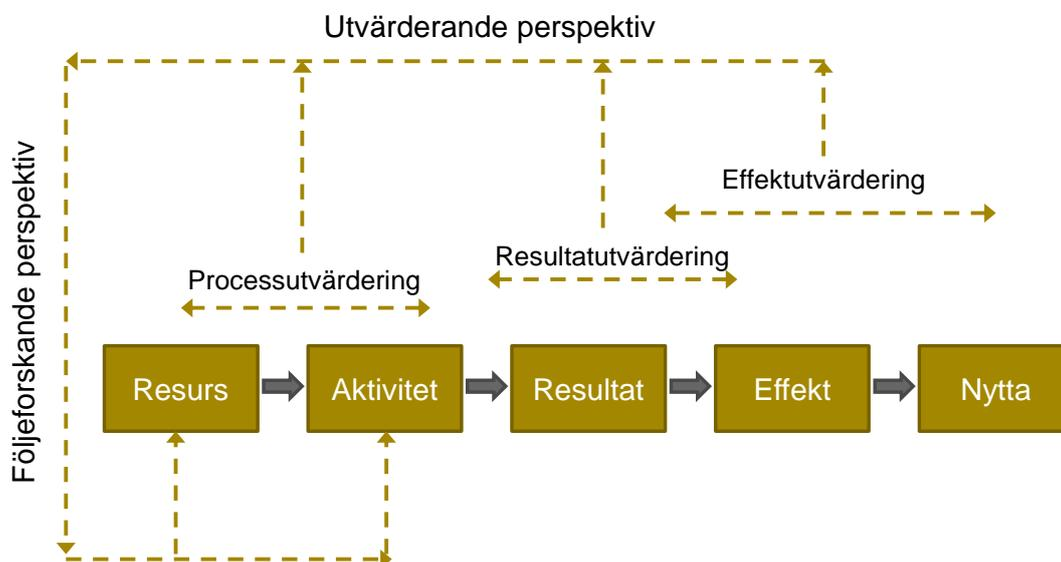 Utvärderande perspektiv
Följeforskande perspektiv
Effektutvärdering
Resultatutvärdering
Processutvärdering
Resurs
Aktivitet
Resultat
Effekt
Nytta